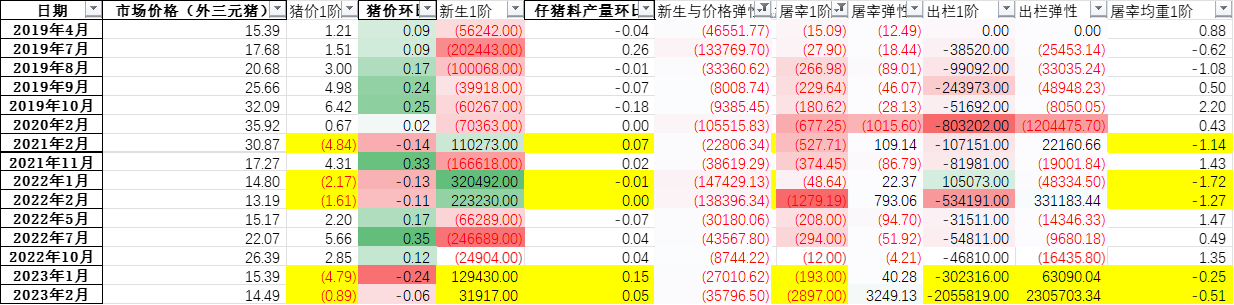 日期 市场价格（外三元猪） 猪价1阶 猪价环比 新生1阶 仔猪料产量环比 新生与价格弹性 屠宰1阶 屠宰弹性 出栏1阶 出栏弹性 屠宰均重1阶
2019年4月 15.39 1.21 0.09 (56242.00) -0.04 (46551.77) (15.09) (12.49) 0.00 0.00 0.88
2019年7月 17.68 1.51 0.09 (202443.00) 0.26 (133769.70) (27.90) (18.44) -38520.00 (25453.14) -0.62
2019年8月 20.68 3.00 0.17 (100068.00) -0.01 (33360.62) (266.98) (89.01) -99092.00 (33035.24) -1.08
2019年9月 25.66 4.98 0.24 (39918.00) -0.07 (8008.74) (229.64) (46.07) -243973.00 (48948.23) 0.50
2019年10月 32.09 6.42 0.25 (60267.00) -0.18 (9385.45) (180.62) (28.13) -51692.00 (8050.05) 2.20
2020年2月 35.92 0.67 0.02 (70363.00) 0.00 (105515.83) (677.25) (1015.60) -803202.00 (1204475.70) 0.43
2021年2月 30.87 (4.84) -0.14 110273.00 0.07 (22806.34) (527.71) 109.14 -107151.00 22160.66 -1.14
2021年11月 17.27 4.31 0.33 (166618.00) 0.02 (38619.29) (374.45) (86.79) -81981.00 (19001.84) 1.43
2022年1月 14.80 (2.17) -0.13 320492.00 -0.01 (147429.13) (48.64) 22.37 105073.00 (48334.50) -1.72
2022年2月 13.19 (1.61) -0.11 223230.00 0.00 (138396.34) (1279.19) 793.06 -534191.00 331183.44 -1.27
2022年5月 15.17 2.20 0.17 (66289.00) -0.07 (30180.06) (208.00) (94.70) -31511.00 (14346.33) 1.47
2022年7月 22.07 5.66 0.35 (246689.00) 0.04 (43567.80) (294.00) (51.92) -54811.00 (9680.18) 0.49
2022年10月 26.39 2.85 0.12 (24904.00) 0.04 (8744.22) (12.00) (4.21) -46810.00 (16435.80) 1.35
2023年1月 15.39 (4.79) -0.24 129430.00 0.15 (27010.62) (193.00) 40.28 -302316.00 63090.04 -0.25
2023年2月 14.49 (0.89) -0.06 31917.00 0.05 (35796.50) (2897.00) 3249.13 -2055819.00 2305703.34 -0.51